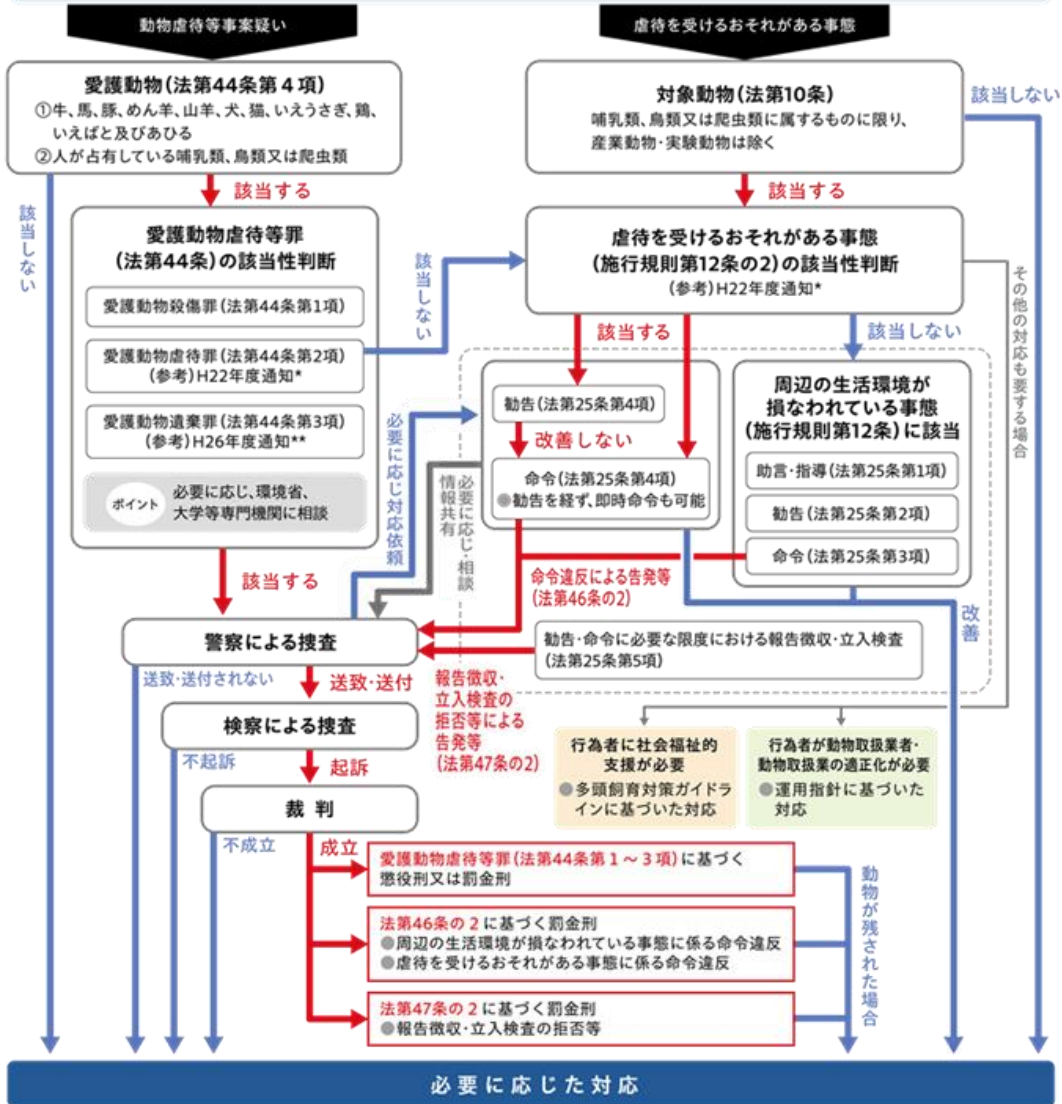 動物虐待等事案疑い
虐待を受けるおそれがある事態
愛護動物(法第44条第4項)
①牛、馬、豚、めん羊、山羊、犬、猫、いえうさぎ、鶏、
いえばと及びあひる
②人が占有している哺乳類、鳥類又は爬虫類
対象動物(法第10条)
哺乳類、鳥類又は爬虫類に属するものに限り、
産業動物・実験動物は除く
該当しない
該当しない
該当する
該当する
愛護動物虐待等罪
(法第44条)の該当性判断
愛護動物殺傷罪(法第44条第1項)
愛護動物虐待罪(法第44条第2項)
(参考)H22年度通知*
愛護動物遺棄罪(法第44条第3項)
(参考)H26年度通知**
ポイント
必要に応じ、環境省、
大学等専門機関に相談
該当しない
虐待を受けるおそれがある事態
(施行規則第12条の2)の該当性判断
(参考)H22年度通知*
その他の対応も要する場合
該当する
該当しない
勧告(法第25条第4項)
改善しない
命令(法第25条第4項)
●勧告を経ず、即時命令も可能
周辺の生活環境が
損なわれている事態
(施行規則第12条)に該当
助言・指導(法第25条第1項)
勧告(法第25条第2項)
命令(法第25条第3項)
必要に応じ対応依頼
必要に応じ・相談
情報共有
該当する
命令違反による告発等
(法第46条の2)
改善
警察による捜査
勧告・命令に必要な限度における報告徴収・立入検査
(法第25条第5項)
送致・送付されない
送致・送付
報告徴収・
立入検査の
拒否等による
告発等
(法第47条の2)
検察による捜査
不起訴
起訴
行為者に社会福祉的
支援が必要
●多頭飼育対策ガイドラ
インに基づいた対応
行為者が動物取扱業者・
動物取扱業の適正化が必要
●運用指針に基づいた
対応
裁判
不成立
成立
愛護動物虐待等罪(法第44条第1～3項)に基づく
懲役刑又は罰金刑
法第46条の2に基づく罰金刑
●周辺の生活環境が損なわれている事態に係る命令違反
●虐待を受けるおそれがある事態に係る命令違反
法第47条の2に基づく罰金刑
●報告徴収・立入検査の拒否等
動物が残された場合
必要に応じた対応